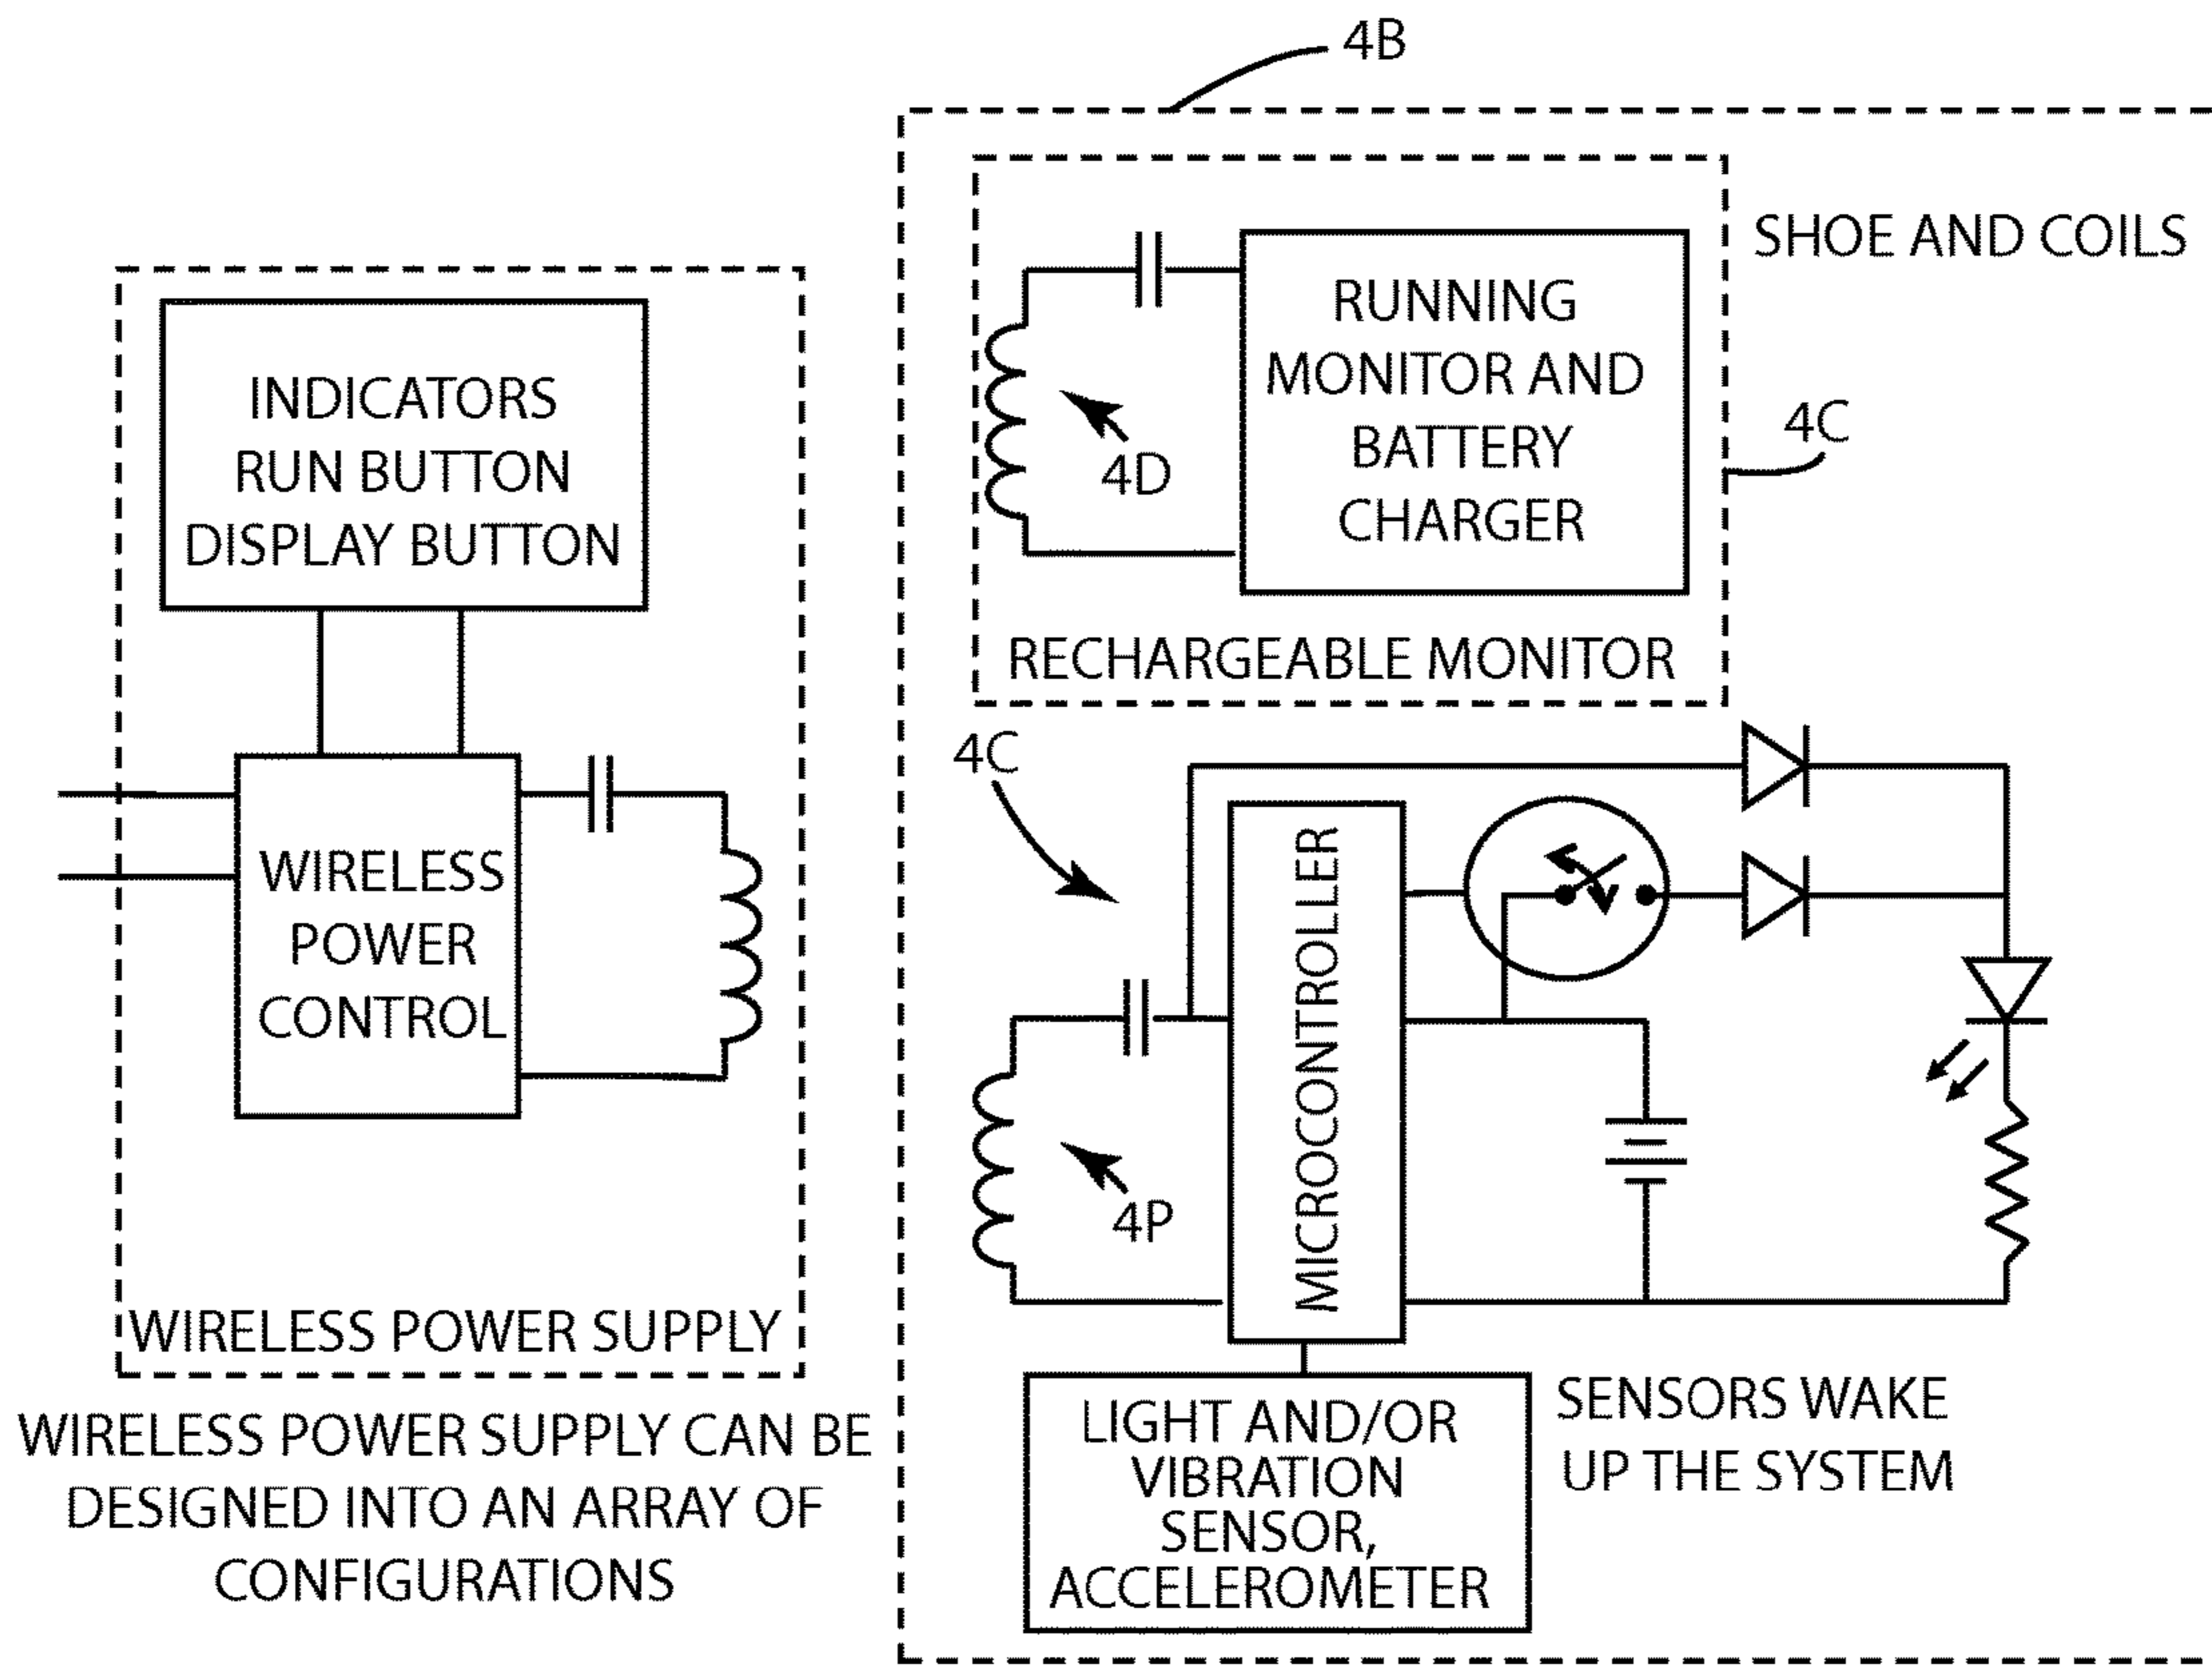 4B
SHOE AND COILS
INDICATORS
RUN BUTTON
DISPLAY BUTTON
RUNNING
MONITOR AND
BATTERY
CHARGER
4C
4D
RECHARGEABLE MONITOR
4C
WIRELESS
POWER
CONTROL
MICROCONTROLLER
4P
WIRELESS POWER SUPPLY
WIRELESS POWER SUPPLY CAN BE
DESIGNED INTO AN ARRAY OF
CONFIGURATIONS
LIGHT AND/OR
VIBRATION
SENSOR,
ACCELEROMETER
SENSORS WAKE
UP THE SYSTEM